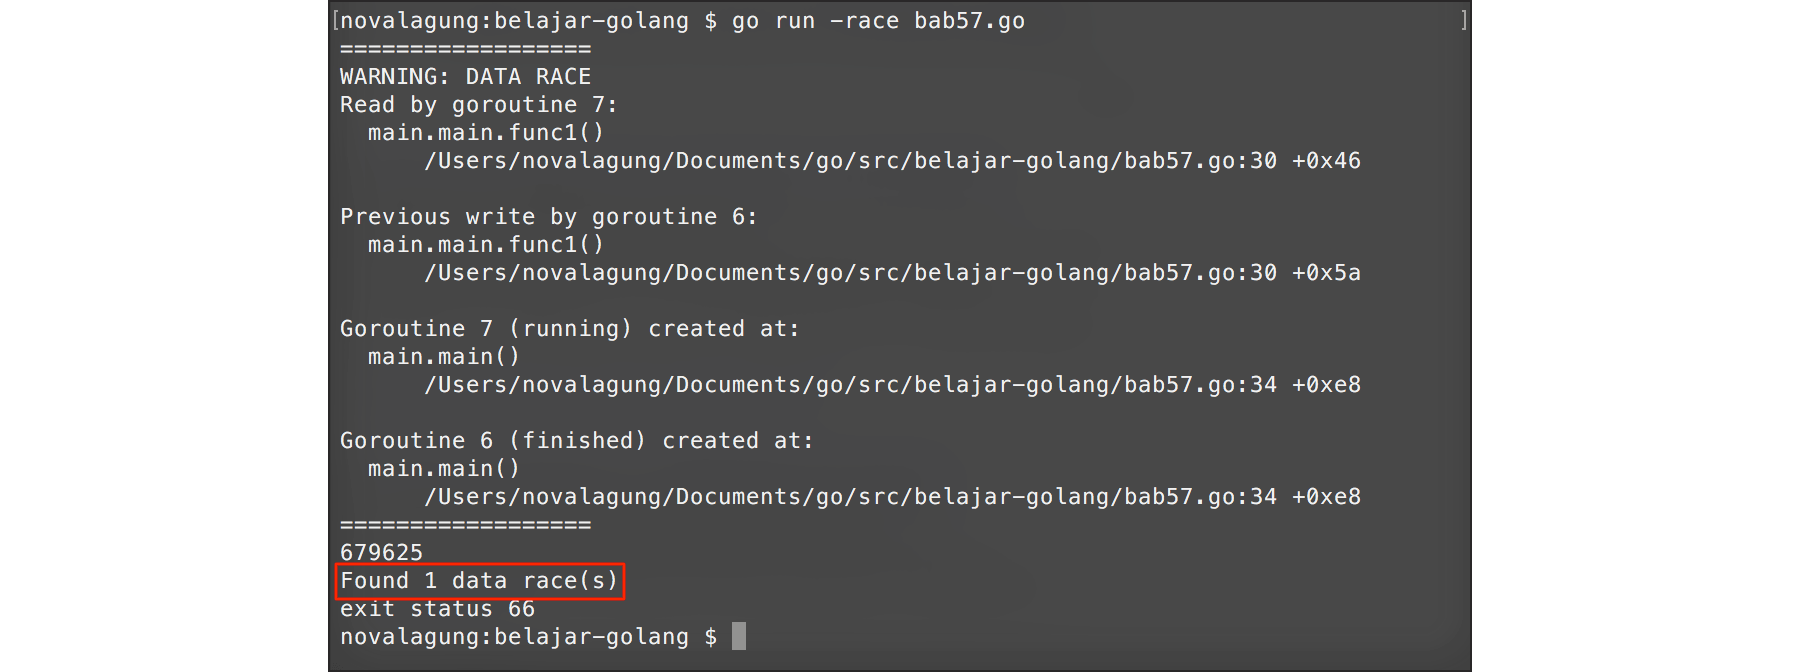 [novalagung:belajar-golang $ go run -race bab57.go ]
==================
WARNING: DATA RACE
Read by goroutine 7:
  main.main.func1()
      /Users/novalagung/Documents/go/src/belajar-golang/bab57.go:30 +0x46

Previous write by goroutine 6:
  main.main.func1()
      /Users/novalagung/Documents/go/src/belajar-golang/bab57.go:30 +0x5a

Goroutine 7 (running) created at:
  main.main()
      /Users/novalagung/Documents/go/src/belajar-golang/bab57.go:34 +0xe8

Goroutine 6 (finished) created at:
  main.main()
      /Users/novalagung/Documents/go/src/belajar-golang/bab57.go:34 +0xe8
==================
679625
Found 1 data race(s)
exit status 66
novalagung:belajar-golang $